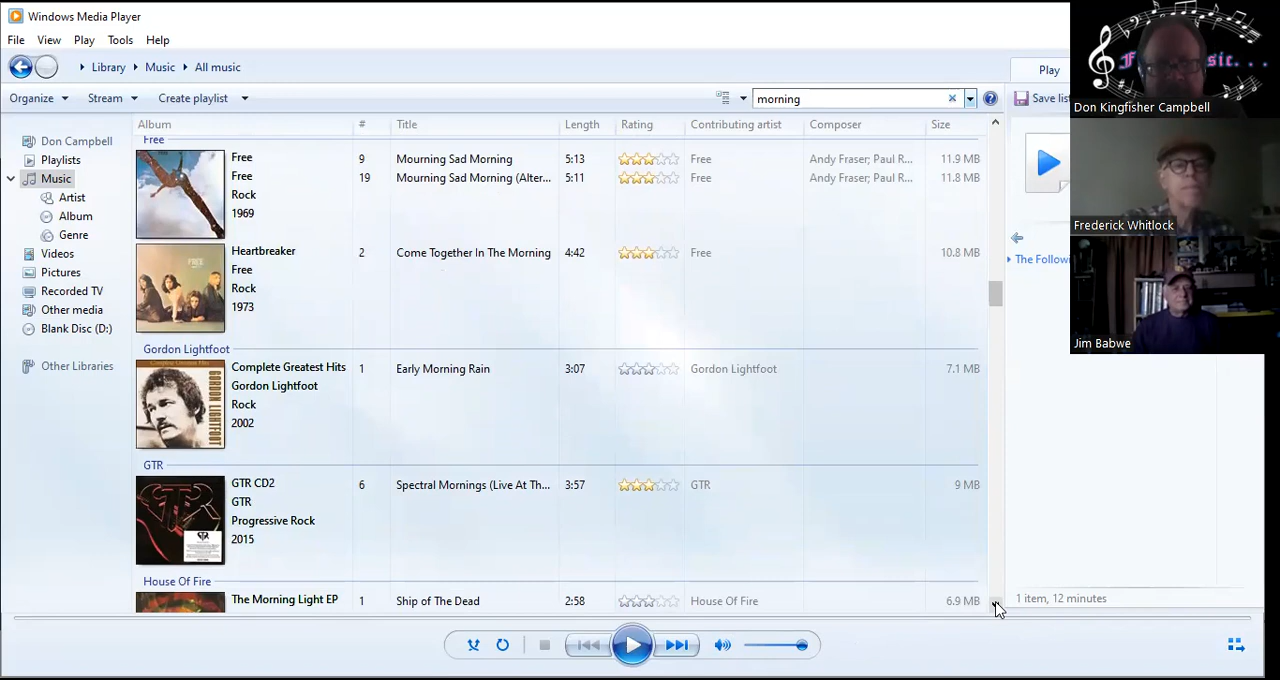 Windows Media Player
File View Play Tools Help
Library Music All music
Play
Organize Stream Create playlist morning Save list
Album # Title Length Rating Contributing artist Composer Size
Don Campbell
Playlists
Music
Artist
Album
Genre
Videos
Pictures
Recorded TV
Other media
Blank Disc (D:)
Other Libraries
Free
Free 9 Mourning Sad Morning 5:13 Free Andy Fraser; Paul R... 11.9 MB
Free 19 Mourning Sad Morning (Alter... 5:11 Free Andy Fraser; Paul R... 11.8 MB
Rock
1969
Heartbreaker 2 Come Together In The Morning 4:42 Free 10.8 MB
Free
Rock
1973
Gordon Lightfoot
Complete Greatest Hits 1 Early Morning Rain 3:07 Gordon Lightfoot 7.1 MB
Gordon Lightfoot
Rock
2002
GTR
GTR CD2 6 Spectral Mornings (Live At Th... 3:57 GTR 9 MB
GTR
Progressive Rock
2015
House Of Fire
The Morning Light EP 1 Ship of The Dead 2:58 House Of Fire 6.9 MB
FREE
GORDON LIGHTFOOT
GTR
The Followi
1 item, 12 minutes
Don Kingfisher Campbell
Frederick Whitlock
Jim Babwe